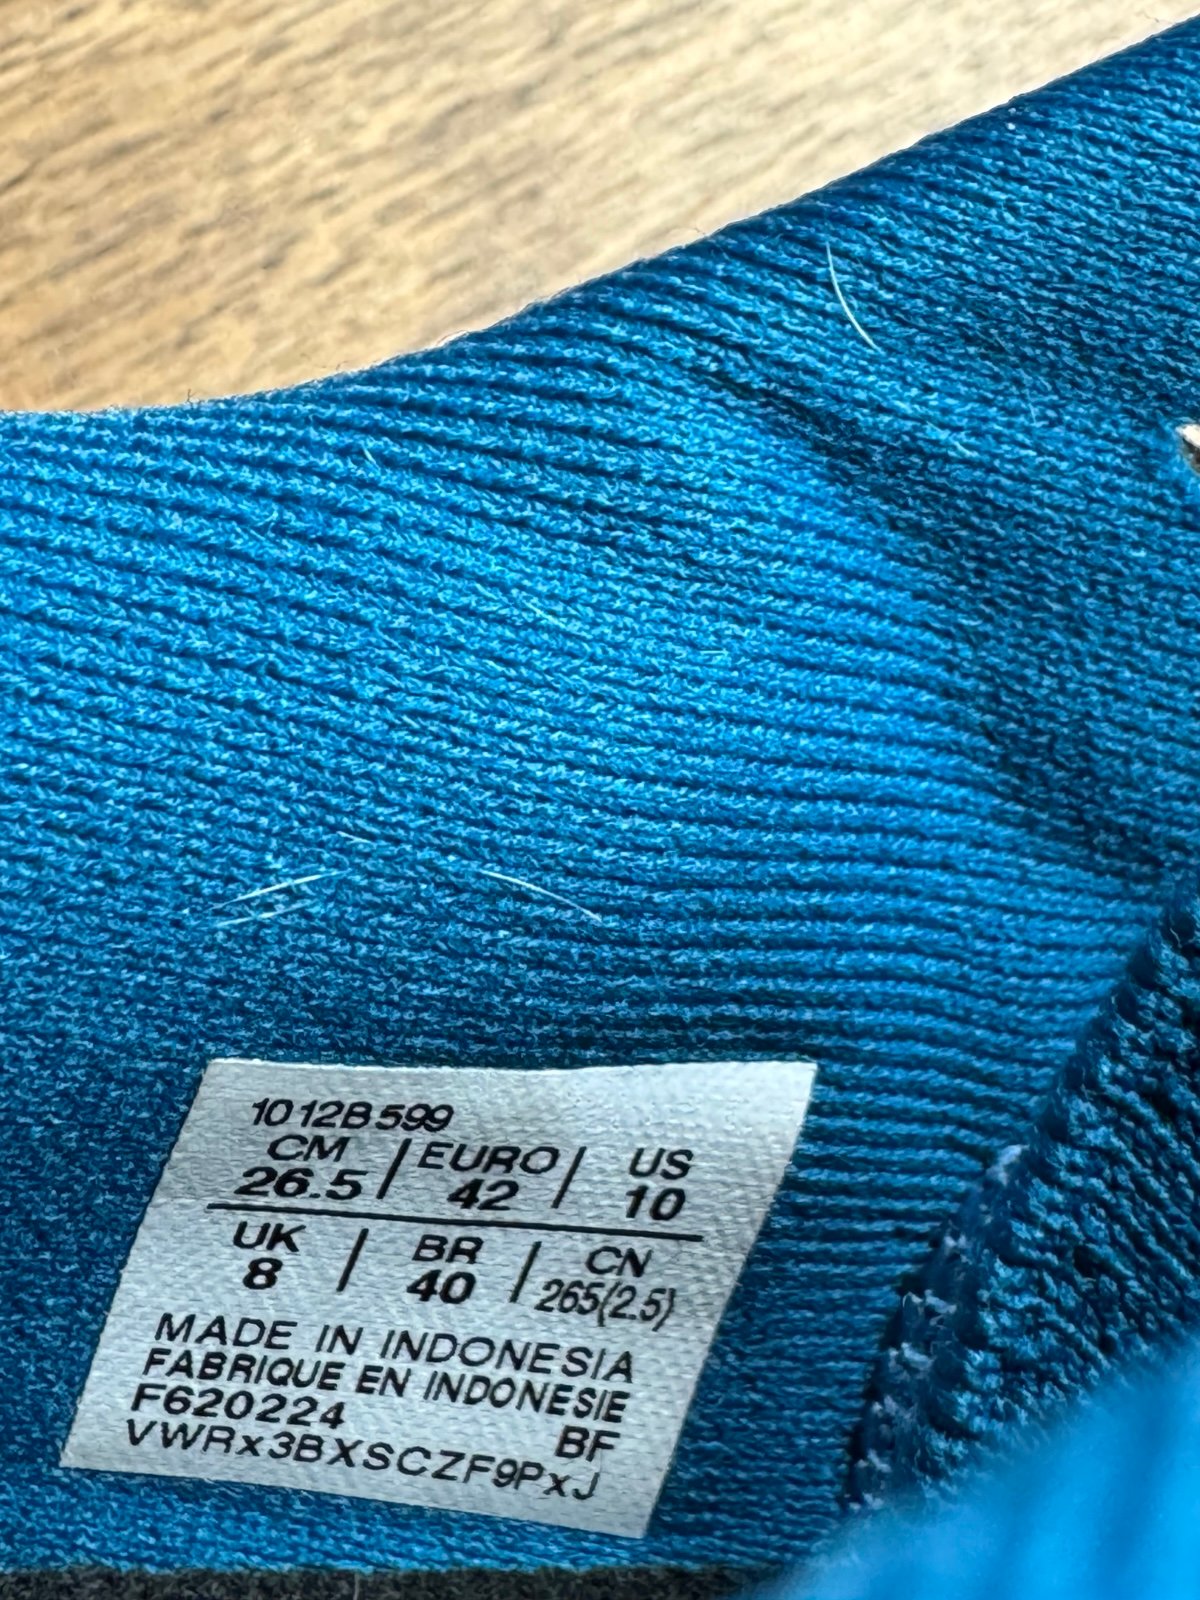 1012B599
CM / EURO / US
26.5 / 42 / 10
UK / BR / CN
8 / 40 / 265(2.5)
MADE IN INDONESIA
FABRIQUE EN INDONESIE
F620224 BF
VWRx3BXSCZF9PxJ